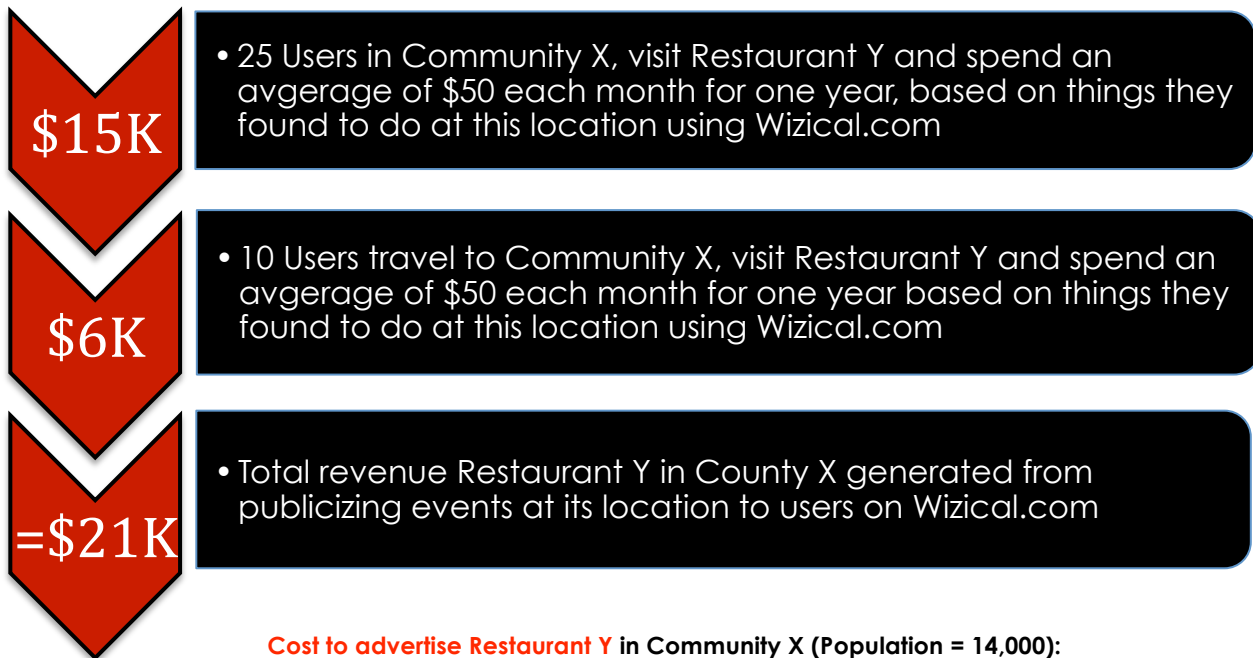 $15K
• 25 Users in Community X, visit Restaurant Y and spend an
avgerage of $50 each month for one year, based on things they
found to do at this location using Wizical.com
$6K
• 10 Users travel to Community X, visit Restaurant Y and spend an
avgerage of $50 each month for one year based on things they
found to do at this location using Wizical.com
=$21K
• Total revenue Restaurant Y in County X generated from
publicizing events at its location to users on Wizical.com
Cost to advertise Restaurant Y in Community X (Population = 14,000):